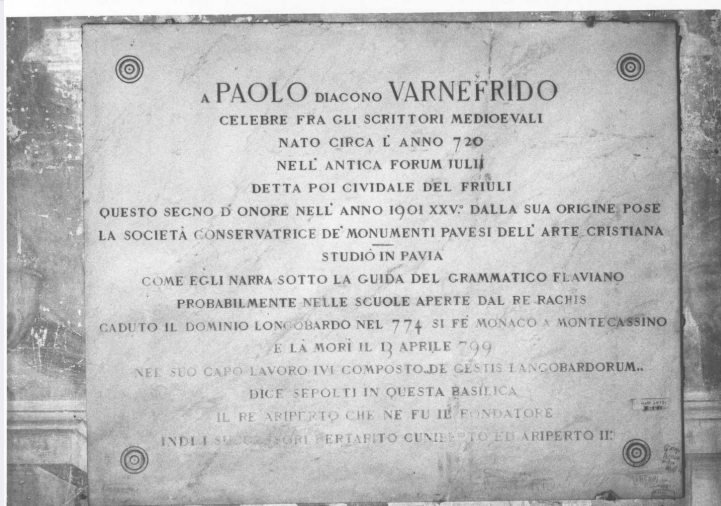 A PAOLO DIACONO VARNEFRIDO
CELEBRE FRA GLI SCRITTORI MEDIOEVALI
NATO CIRCA L' ANNO 720
NELL' ANTICA FORUM IULII
DETTA POI CIVIDALE DEL FRIULI
QUESTO SEGNO D' ONORE NELL' ANNO 1901 XXV.º DALLA SUA ORIGINE POSE
LA SOCIETÀ CONSERVATRICE DE' MONUMENTI PAVESI DELL' ARTE CRISTIANA
STUDIÒ IN PAVIA
COME EGLI NARRA SOTTO LA GUIDA DEL GRAMMATICO FLAVIANO
PROBABILMENTE NELLE SCUOLE APERTE DAL RE RACHIS
CADUTO IL DOMINIO LONGOBARDO NEL 774 SI FE' MONACO A MONTECASSINO
E LÀ MORÌ IL 13 APRILE 799
NEL SUO CAPO LAVORO IVI COMPOSTO „DE GESTIS LANGOBARDORUM„
DICE SEPOLTI IN QUESTA BASILICA
IL RE ARIPERTO CHE NE FU IL FONDATORE
INDI I SUCCESSORI PERTARITO CUNIBERTO ED ARIPERTO II.º